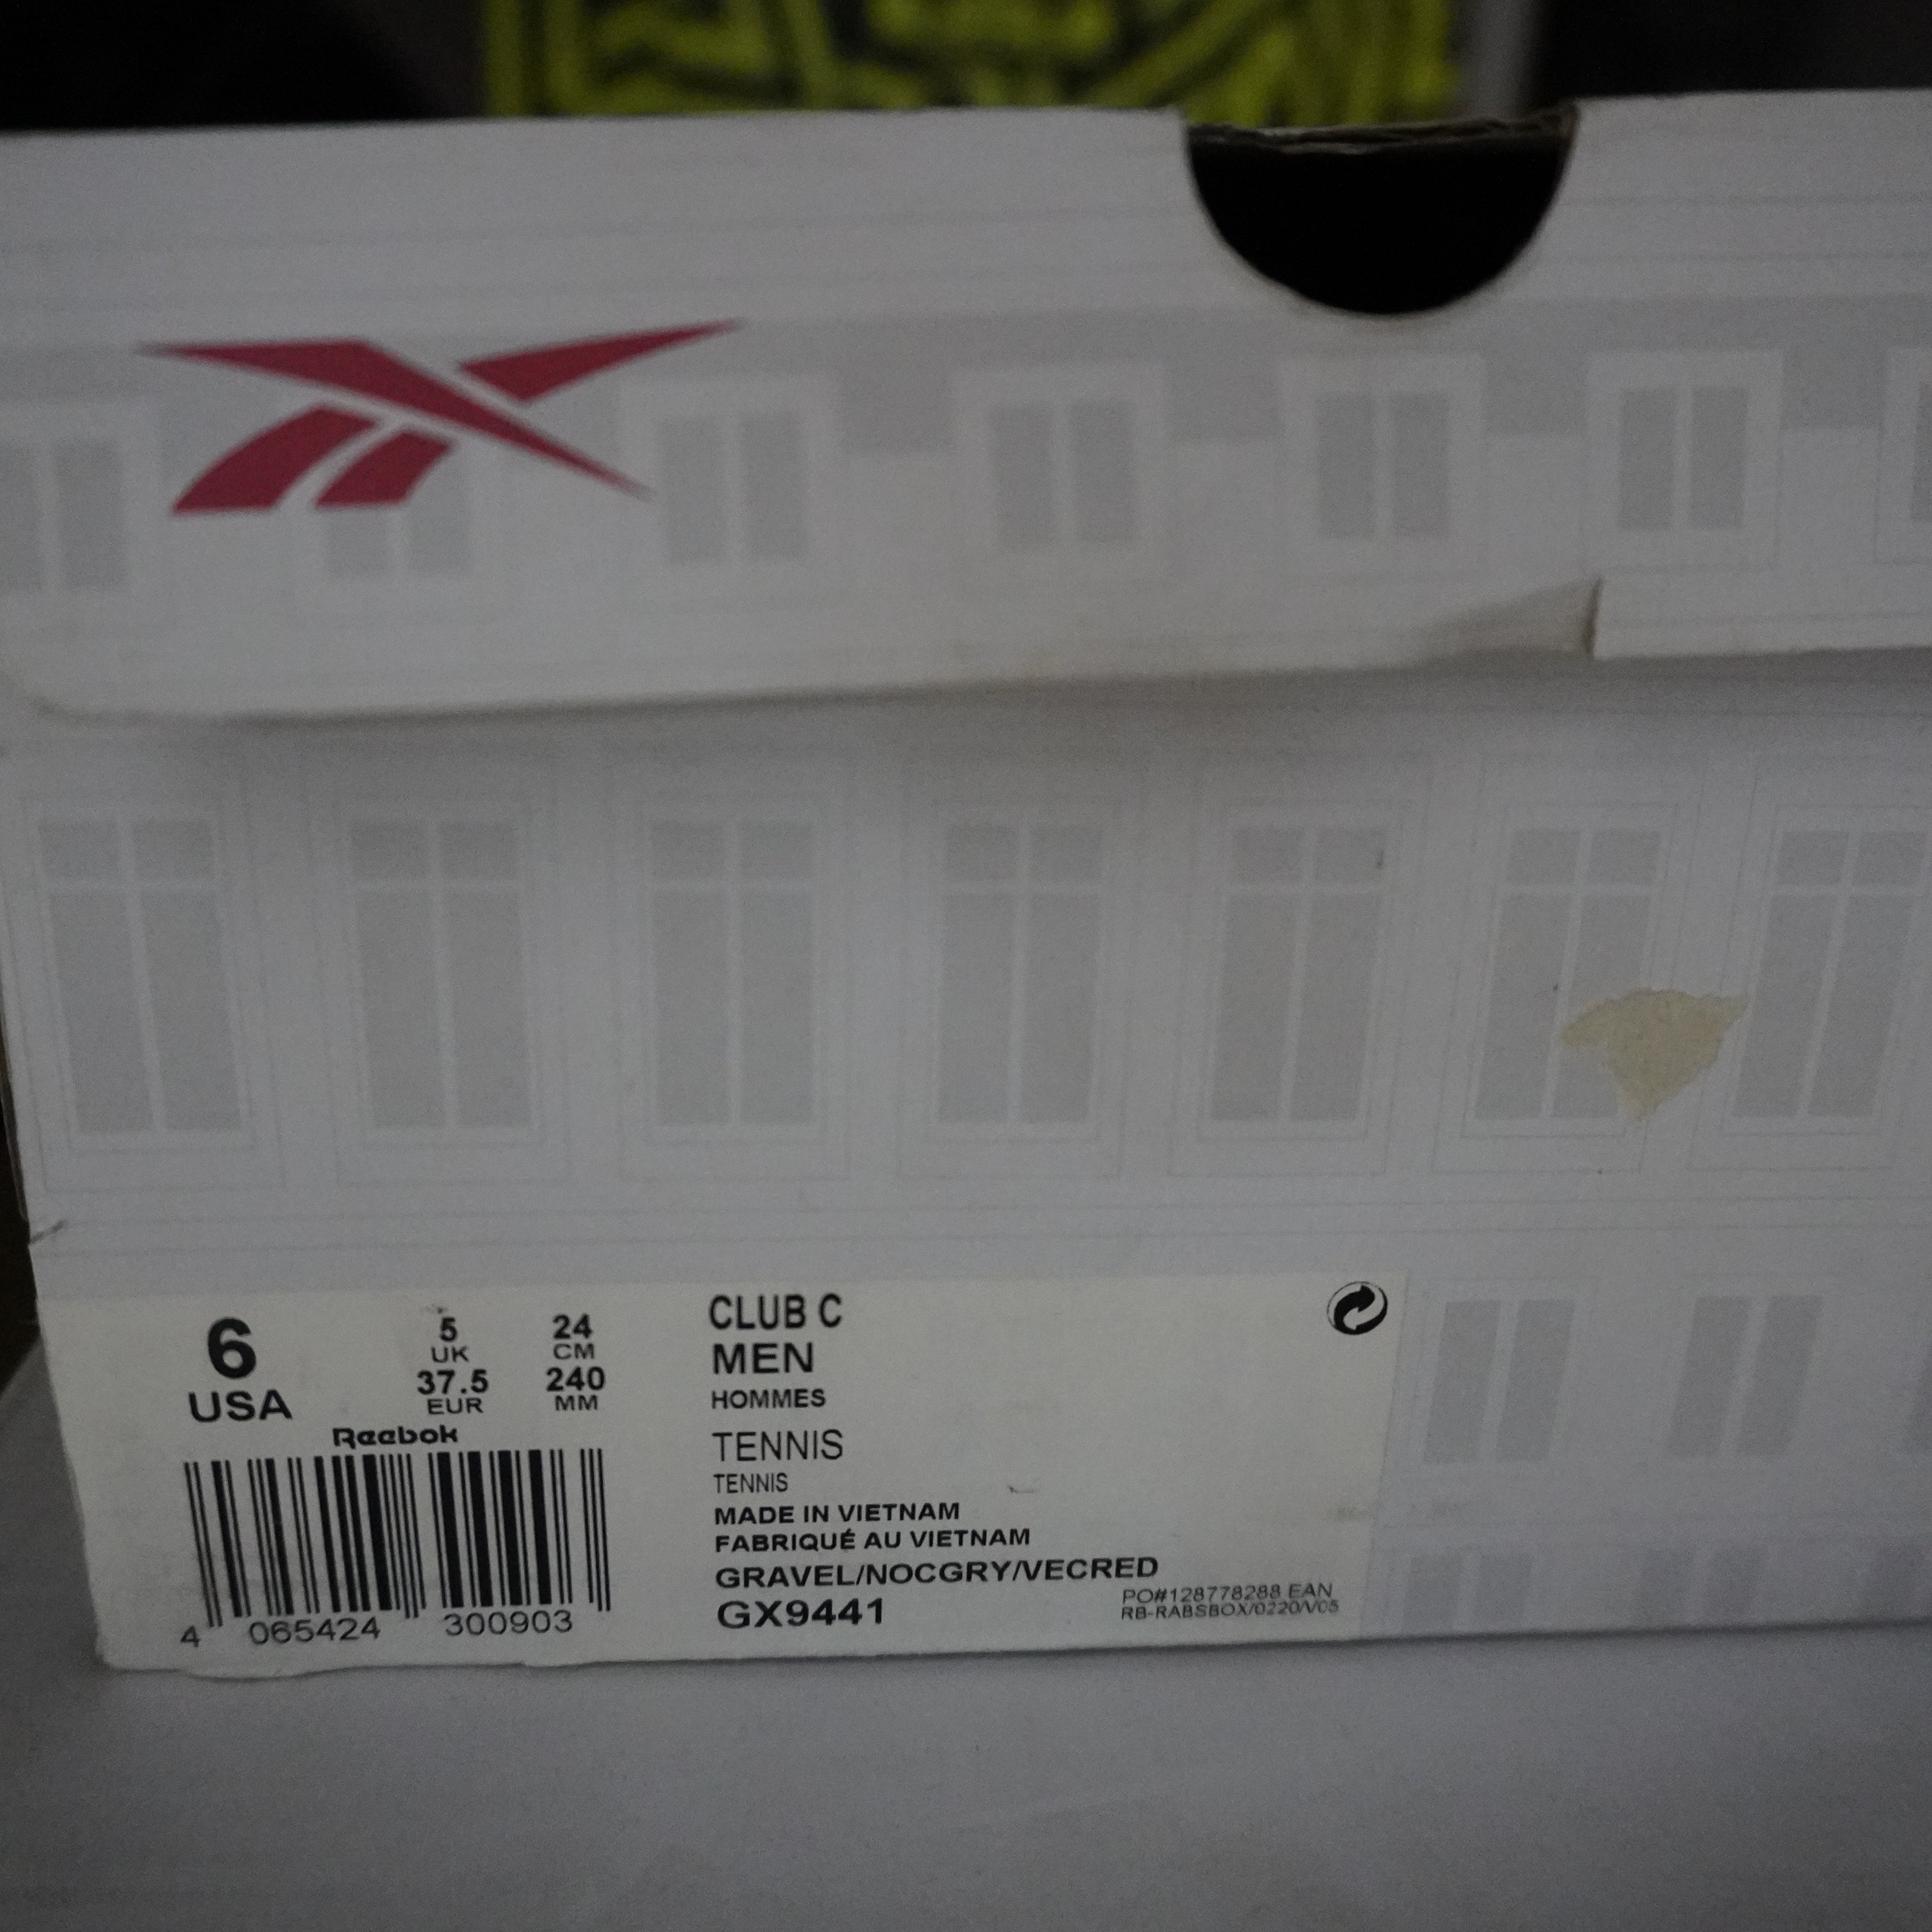 6
USA
5
UK
37.5
EUR
24
CM
240
MM
Reebok
4 065424 300903
CLUB C
MEN
HOMMES
TENNIS
TENNIS
MADE IN VIETNAM
FABRIQUÉ AU VIETNAM
GRAVEL/NOCGRY/VECRED
GX9441
PO#128778288 EAN
RB-RABSBOX/0220/V05